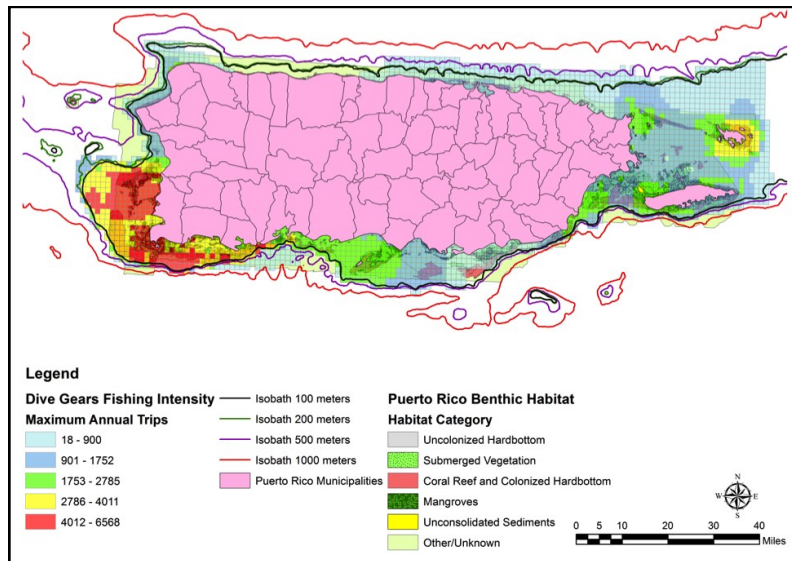 Legend
Dive Gears Fishing Intensity
Maximum Annual Trips
18 - 900
901 - 1752
1753 - 2785
2786 - 4011
4012 - 6568
Isobath 100 meters
Isobath 200 meters
Isobath 500 meters
Isobath 1000 meters
Puerto Rico Municipalities
Puerto Rico Benthic Habitat
Habitat Category
Uncolonized Hardbottom
Submerged Vegetation
Coral Reef and Colonized Hardbottom
Mangroves
Unconsolidated Sediments
Other/Unknown
N
W E
S
0 5 10 20 30 40
Miles